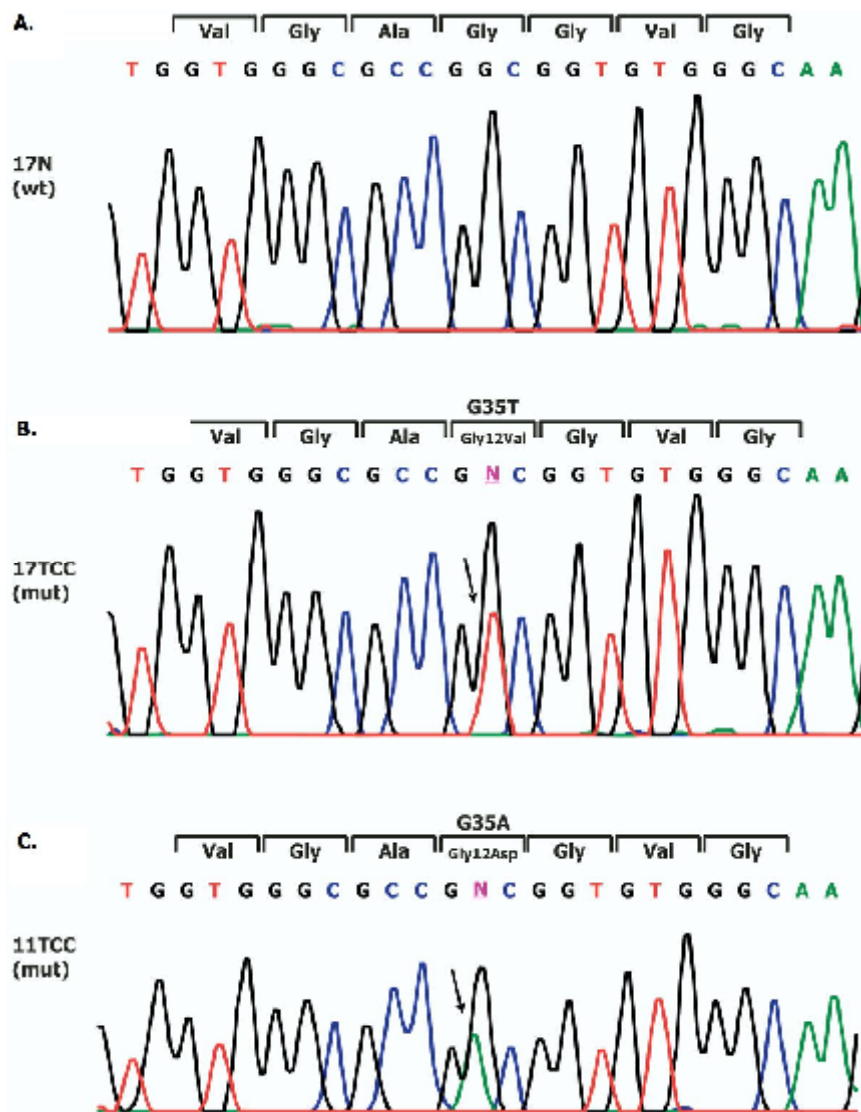 A.
Val Gly Ala Gly Gly Val Gly
T G G T G G G C G C C G G C G G T G T G G G C A A
17N
(wt)
G35T
B.
Val Gly Ala Gly12Val Gly Val Gly
T G G T G G G C G C C G N C G G T G T G G G C A A
17TCC
(mut)
G35A
C.
Val Gly Ala Gly12Asp Gly Val Gly
T G G T G G G C G C C G N C G G T G T G G G C A A
11TCC
(mut)